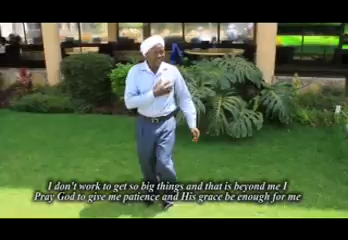 I don't work to get so big things and that is beyond me I
Pray God to give me patience and His grace be enough for me